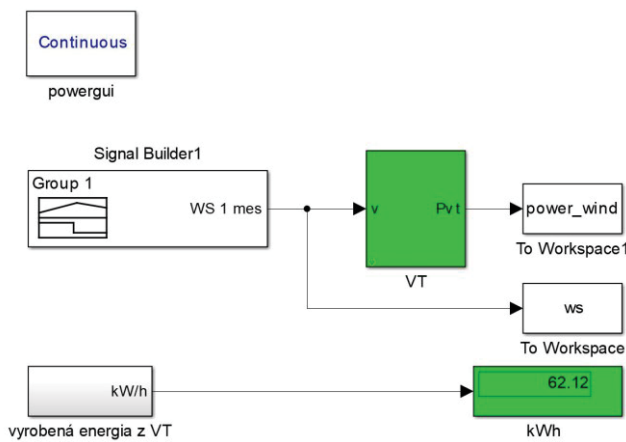 Continuous
powergui
Signal Builder1
Group 1
WS 1 mes
v
Pvt
VT
power_wind
To Workspace1
ws
To Workspace
kW/h
vyrobená energia z VT
62.12
kWh